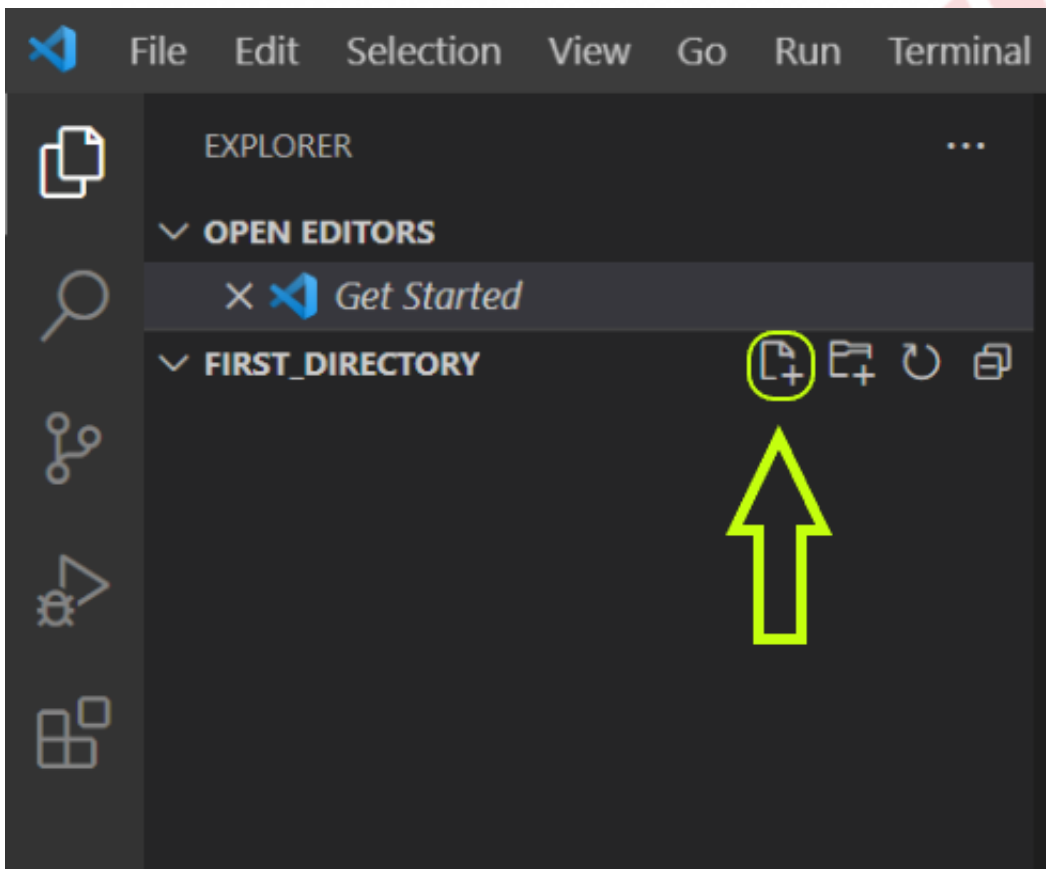 File Edit Selection View Go Run Terminal
EXPLORER
OPEN EDITORS
Get Started
FIRST_DIRECTORY